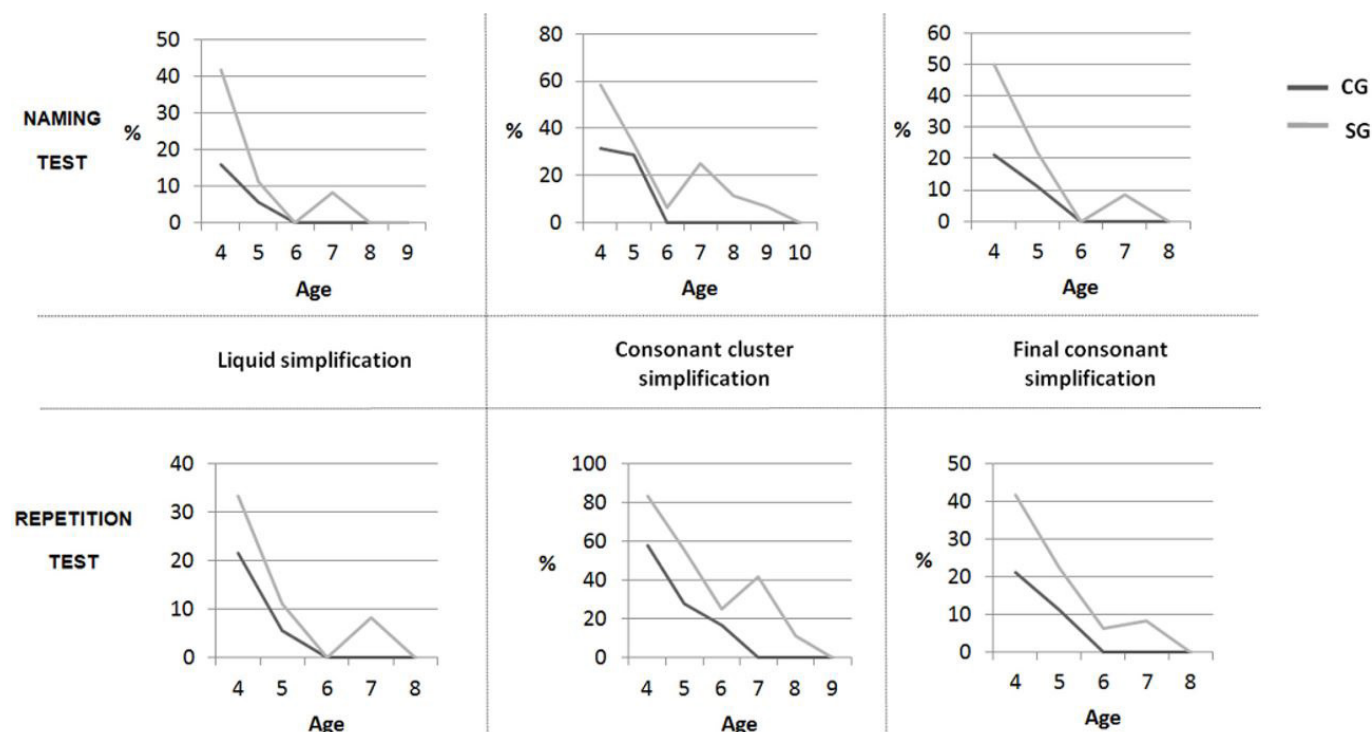 50
40
30
20
10
0
%
4 5 6 7 8 9
Age
80
60
40
20
0
%
4 5 6 7 8 9 10
Age
60
50
40
30
20
10
0
%
4 5 6 7 8
Age
CG
SG
NAMING
TEST
Liquid simplification
Consonant cluster
simplification
Final consonant
simplification
REPETITION
TEST
40
30
20
10
0
4 5 6 7 8
Age
100
80
60
40
20
0
%
4 5 6 7 8 9
Age
50
40
30
20
10
0
%
4 5 6 7 8
Age